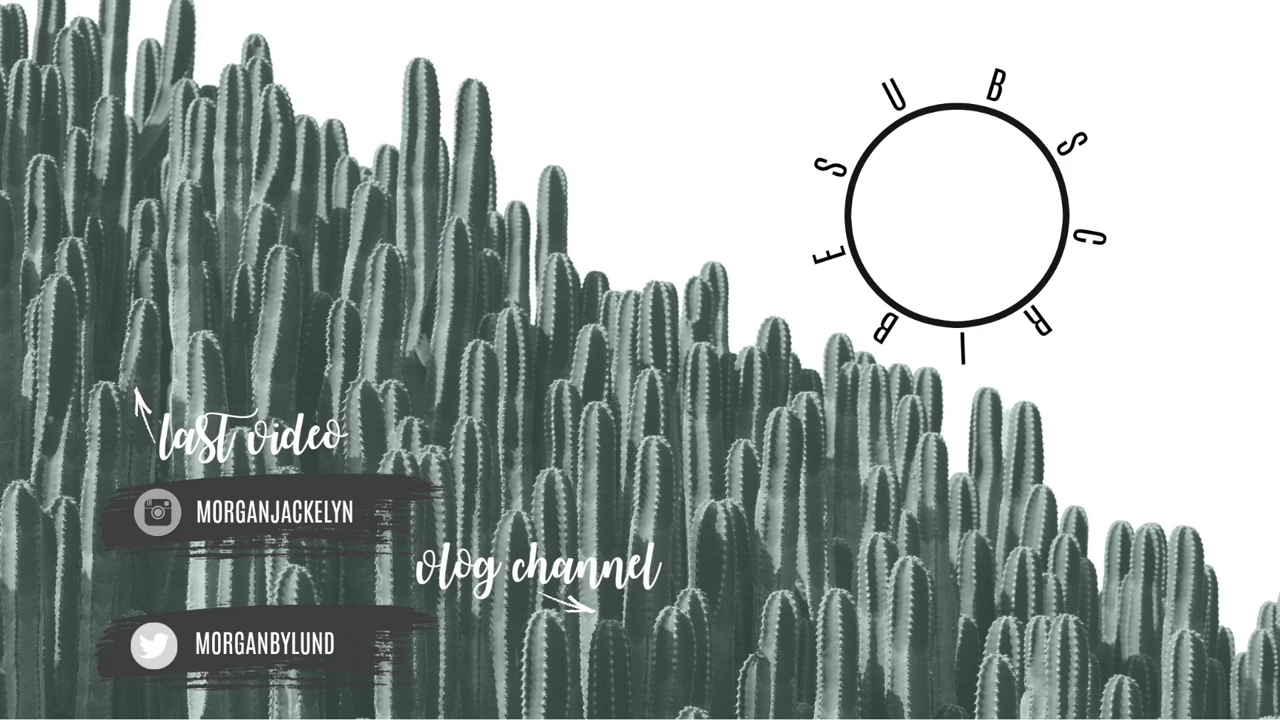 SUBSCRIBE
last video
MORGANJACKELYN
vlog channel
MORGANBYLUND